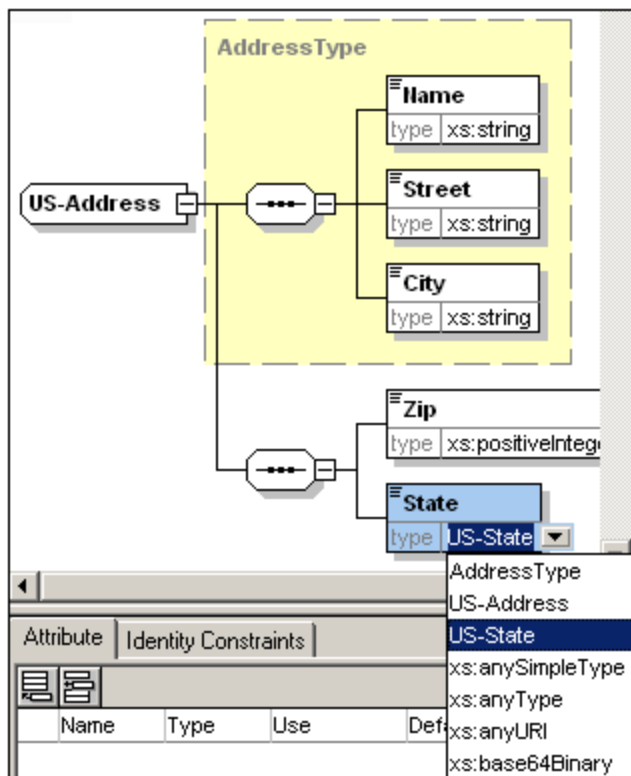 AddressType
Name
type xs:string
US-Address
Street
type xs:string
City
type xs:string
Zip
type xs:positiveInteg
State
type US-State
AddressType
US-Address
US-State
xs:anySimpleType
xs:anyType
xs:anyURI
xs:base64Binary
Attribute Identity Constraints
Name Type Use Def